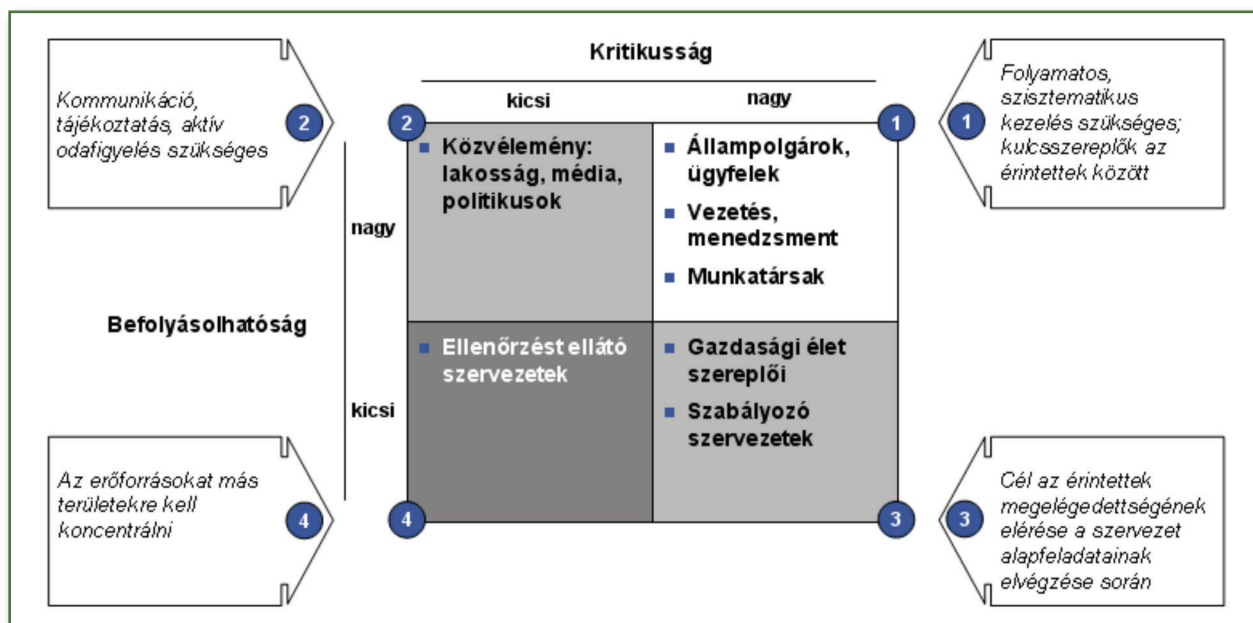 Kritikusság
kicsi
nagy
Kommunikáció,
tájékoztatás, aktív
odafigyelés szükséges
2
2
1
1
Folyamatos,
szisztematikus
kezelés szükséges;
kulcsszereplők az
érintettek között
Befolyásolhatóság
nagy
Közvélemény:
lakosság, média,
politikusok
Állampolgárok,
ügyfelek
Vezetés,
menedzsment
Munkatársak
kicsi
Ellenőrzést ellátó
szervezetek
Gazdasági élet
szereplői
Szabályozó
szervezetek
Az erőforrásokat más
területekre kell
koncentrálni
4
4
3
3
Cél az érintettek
megelégedettségének
elérése a szervezet
alapfeladatainak
elvégzése során